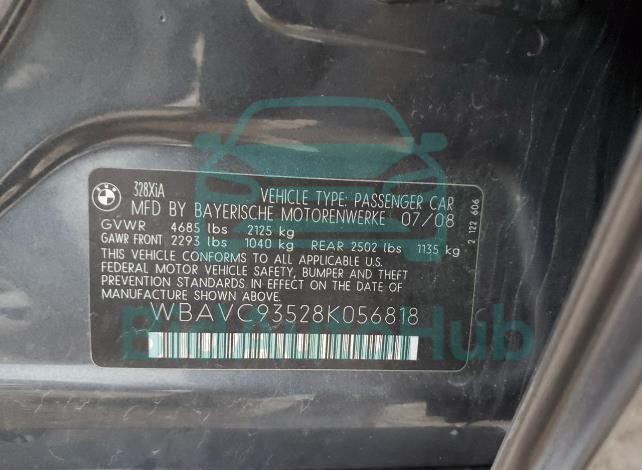 BMW
328XiA
VEHICLE TYPE: PASSENGER CAR
MFD BY BAYERISCHE MOTORENWERKE 07/08
GVWR 4685 lbs 2125 kg
GAWR FRONT 2293 lbs 1040 kg REAR 2502 lbs 1135 kg
THIS VEHICLE CONFORMS TO ALL APPLICABLE U.S.
FEDERAL MOTOR VEHICLE SAFETY, BUMPER AND THEFT
PREVENTION STANDARDS IN EFFECT ON THE DATE
OF MANUFACTURE SHOWN ABOVE.
WBAVC93528K056818
2 122 606
BidAutoHub